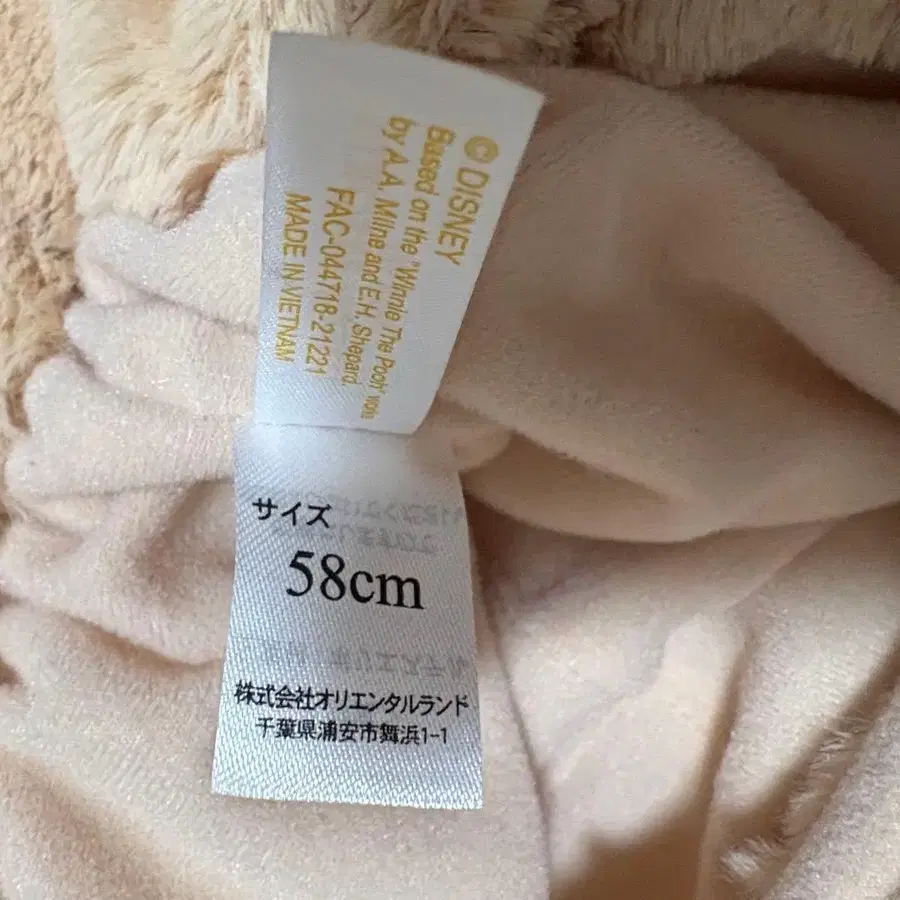 © DISNEY
Based on the "Winnie The Pooh" works
by A.A. Milne and E.H. Shepard.
FAC-044718-21221
MADE IN VIETNAM
サイズ
58cm
株式会社オリエンタルランド
千葉県浦安市舞浜1-1